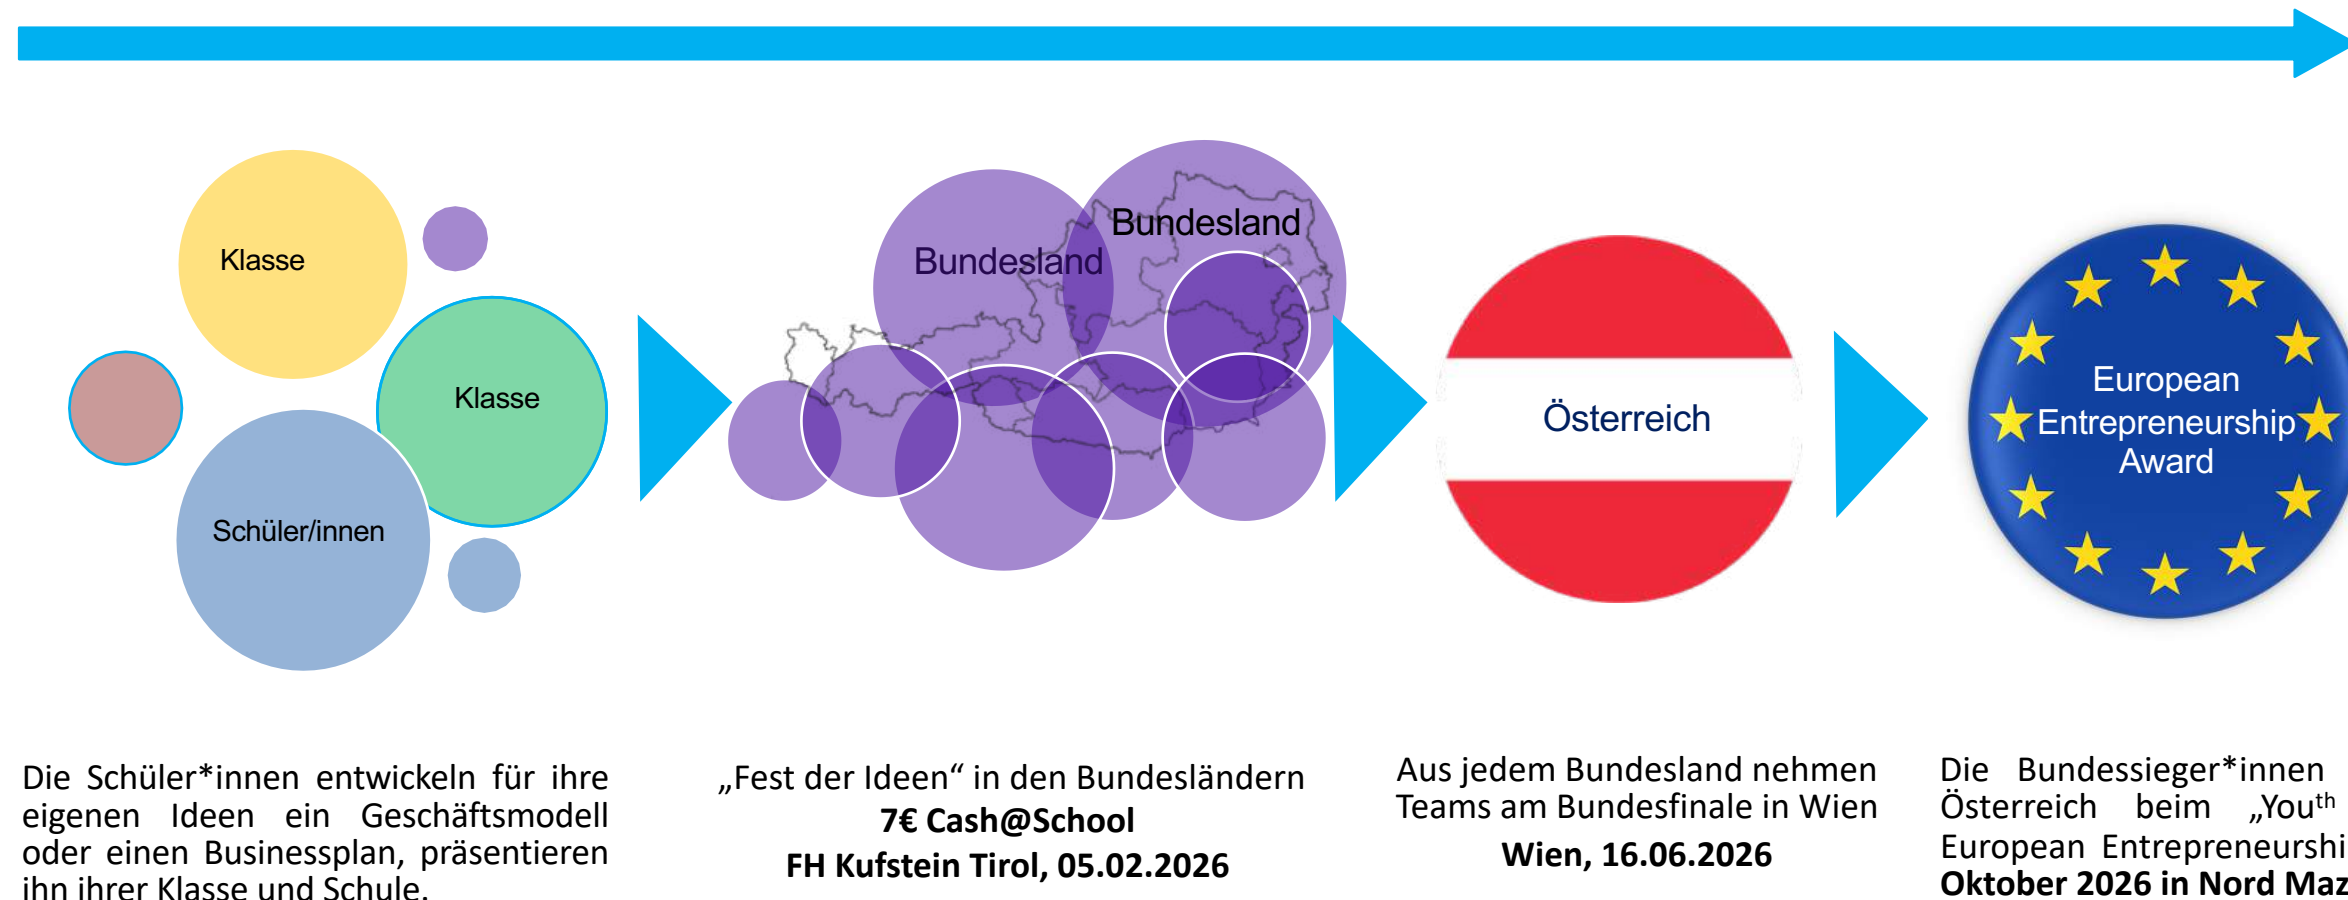 Klasse
Klasse
Schüler/innen
Bundesland
Bundesland
Österreich
European
Entrepreneurship
Award
Die Schüler*innen entwickeln für ihre
eigenen Ideen ein Geschäftsmodell
oder einen Businessplan, präsentieren
ihn ihrer Klasse und Schule.
„Fest der Ideen“ in den Bundesländern
7€ Cash@School
FH Kufstein Tirol, 05.02.2026
Aus jedem Bundesland nehmen
Teams am Bundesfinale in Wien
Wien, 16.06.2026
Die Bundessieger*innen
Österreich beim „Youth
European
Oktober 2026 in Nord